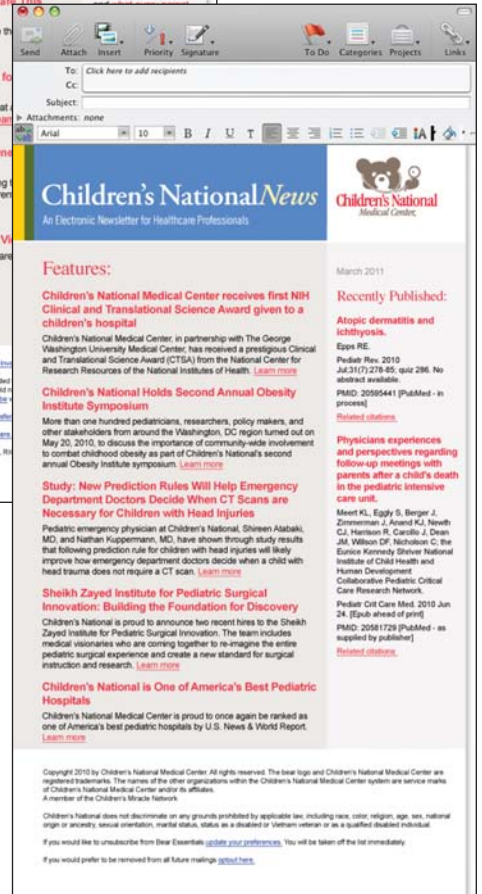 Send Attach Insert Priority Signature To Do Categories Projects Links
To: Click here to add recipients
Cc:
Subject:
Attachments: none
Arial 10 B I U T
Children's National News
An Electronic Newsletter for Healthcare Professionals
Children's National
Medical Center
Features:
Children's National Medical Center receives first NIH
Clinical and Translational Science Award given to a
children's hospital
Children's National Medical Center, in partnership with The George
Washington University Medical Center, has received a prestigious Clinical
and Translational Science Award (CTSA) from the National Center for
Research Resources of the National Institutes of Health. Learn more
Children's National Holds Second Annual Obesity
Institute Symposium
More than one hundred pediatricians, researchers, policy makers, and
other stakeholders from around the Washington, DC region turned out on
May 20, 2010, to discuss the importance of community-wide involvement
to combat childhood obesity as part of Children's National's second
annual Obesity Institute symposium. Learn more
Study: New Prediction Rules Will Help Emergency
Department Doctors Decide When CT Scans are
Necessary for Children with Head Injuries
Pediatric emergency physician at Children's National, Shireen Atabaki,
MD, and Nathan Kuppermann, MD, have shown through study results
that following prediction rule for children with head injuries will likely
improve how emergency department doctors decide when a child with
head trauma does not require a CT scan. Learn more
Sheikh Zayed Institute for Pediatric Surgical
Innovation: Building the Foundation for Discovery
Children's National is proud to announce two recent hires to the Sheikh
Zayed Institute for Pediatric Surgical Innovation. The team includes
medical visionaries who are coming together to re-imagine the entire
pediatric surgical experience and create a new standard for surgical
instruction and research. Learn more
Children's National is One of America's Best Pediatric
Hospitals
Children's National Medical Center is proud to once again be ranked as
one of America's best pediatric hospitals by U.S. News & World Report.
Learn more
March 2011
Recently Published:
Atopic dermatitis and
ichthyosis.
Epps RE.
Pediatr Rev. 2010
Jul;31(7):278-85; quiz 286. No
abstract available.
PMID: 20595441 [PubMed - in
process]
Related citations
Physicians experiences
and perspectives regarding
follow-up meetings with
parents after a child's death
in the pediatric intensive
care unit.
Meert KL, Eggly S, Berger J,
Zimmerman J, Anand KJ, Newth
CJ, Harrison R, Carcillo J, Dean
JM, Willson DF, Nicholson C; the
Eunice Kennedy Shriver National
Institute of Child Health and
Human Development
Collaborative Pediatric Critical
Care Research Network.
Pediatr Crit Care Med. 2010 Jun
24. [Epub ahead of print]
PMID: 20581729 [PubMed - as
supplied by publisher]
Related citations
Copyright 2010 by Children's National Medical Center. All rights reserved. The bear logo and Children's National Medical Center are
registered trademarks. The names of the other organizations within the Children's National Medical Center system are service marks
of Children's National Medical Center and/or its affiliates.
A member of the Children's Miracle Network
Children's National does not discriminate on any grounds prohibited by applicable law, including race, color, religion, age, sex, national
origin or ancestry, sexual orientation, marital status, status as a disabled or Vietnam veteran or as a qualified disabled individual.
If you would like to unsubscribe from Bear Essentials update your preferences. You will be taken off the list immediately.
If you would prefer to be removed from all future mailings optout here.